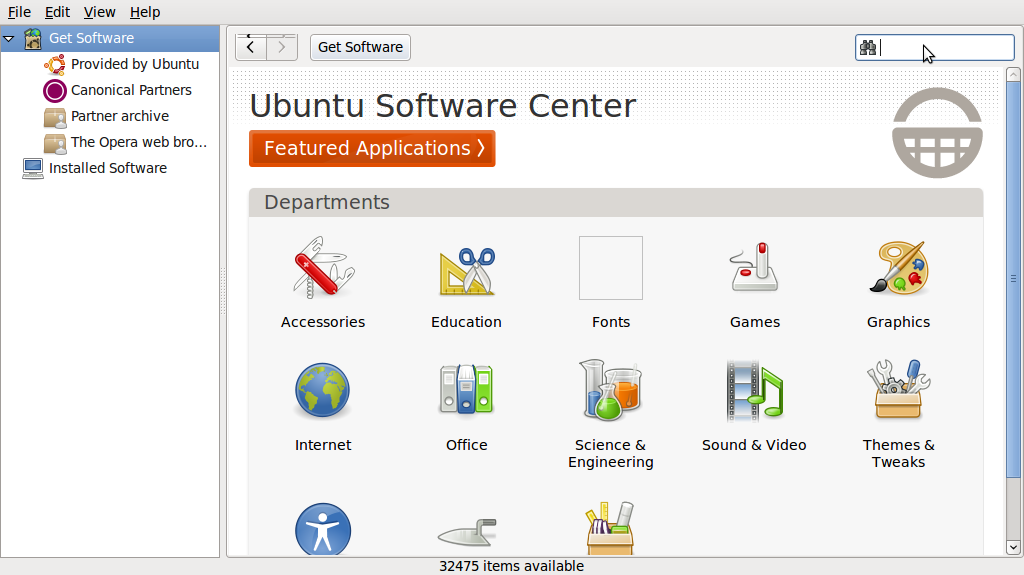 File Edit View Help
Get Software
Provided by Ubuntu
Canonical Partners
Partner archive
The Opera web bro...
Installed Software
Get Software
Ubuntu Software Center
Featured Applications ⟩
Departments
Accessories
Education
Fonts
Games
Graphics
Internet
Office
Science &
Engineering
Sound & Video
Themes &
Tweaks
32475 items available